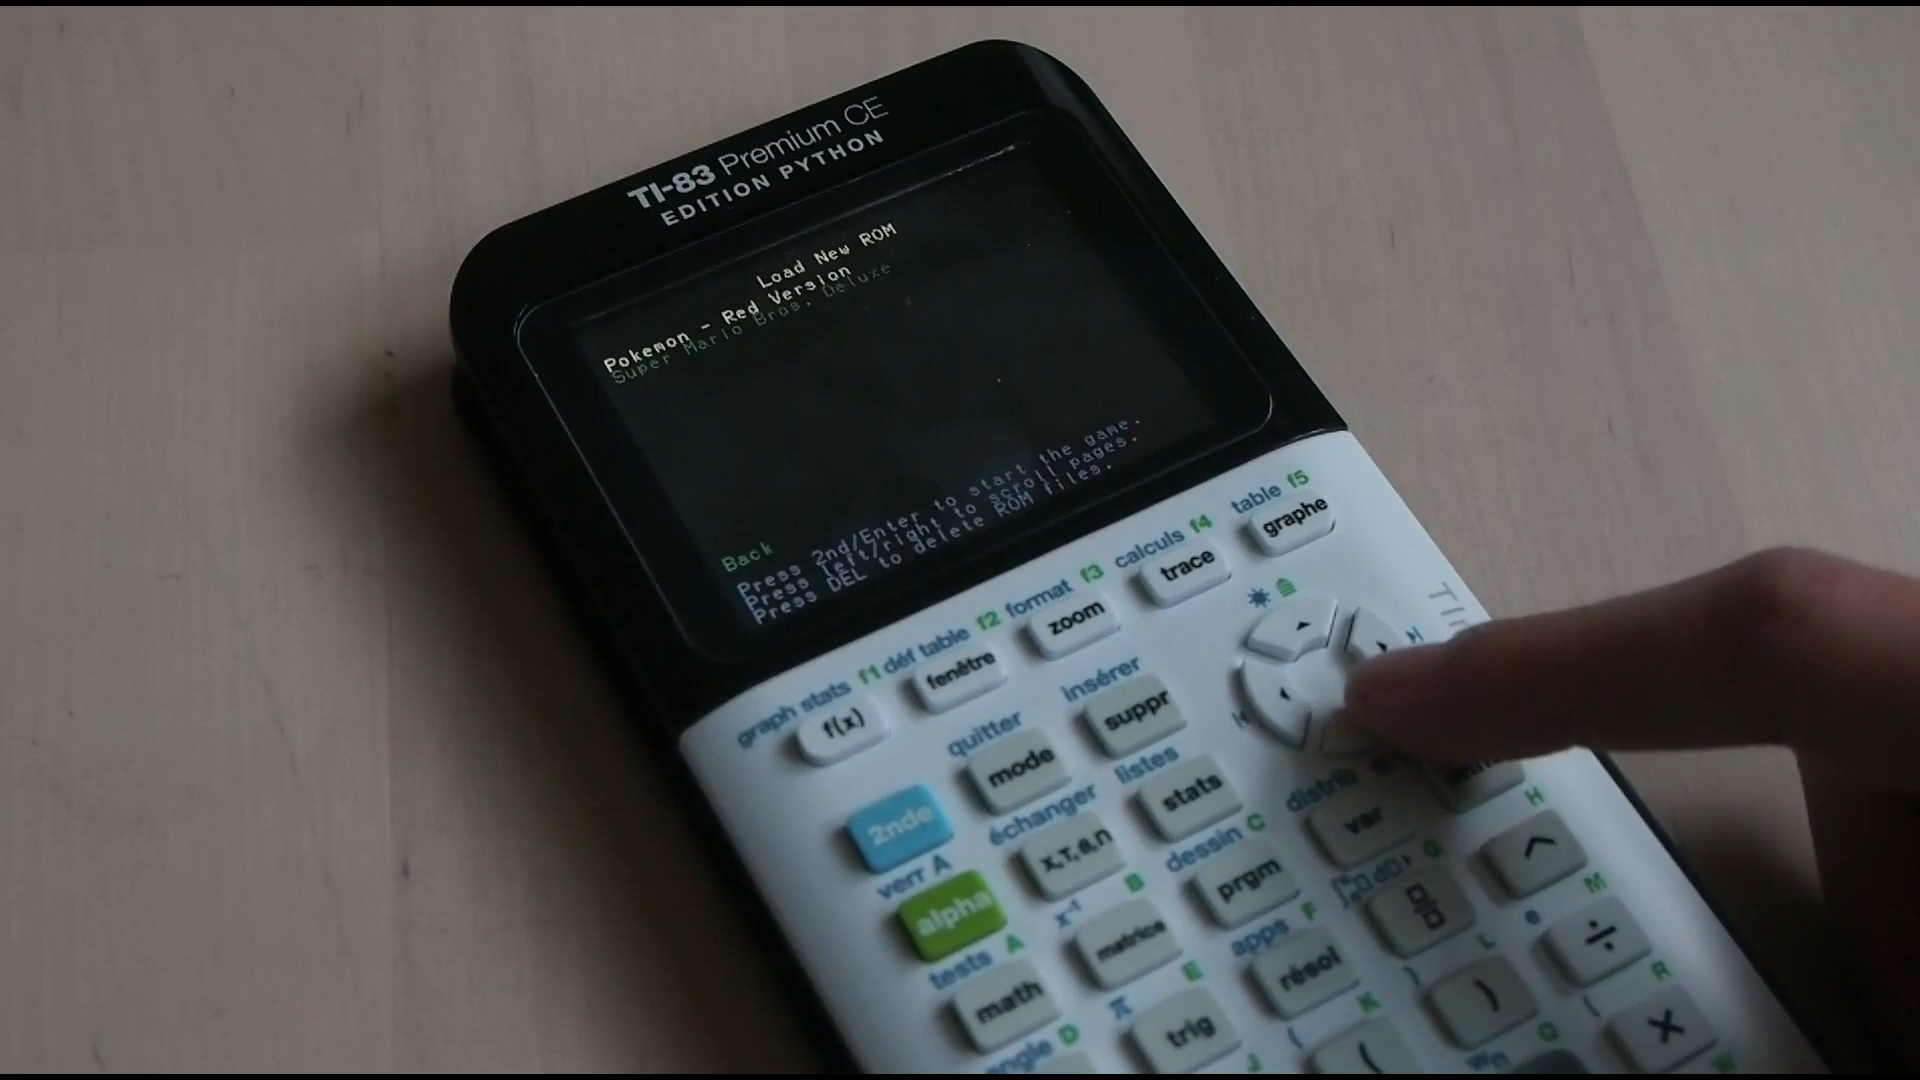 TI-83 Premium CE
EDITION PYTHON
Load New ROM
Pokemon - Red Version
Super Mario Bros. Deluxe
Back
Press 2nd/Enter to start the game.
Press left/right to scroll pages.
Press DEL to delete ROM files.
graph stats f1 déf table f2 format f3 calculs f4 table f5
f(x) fenêtre zoom trace graphe
quitter insérer
2nde mode suppr
verr A échanger listes
alpha x,T,θ,n stats
tests A x⁻¹ B dessin C distrib
math matrice prgm var
angle D π E apps F G H
trig résol ^
J K L e M
( ) ÷
{ } Q R
×
W